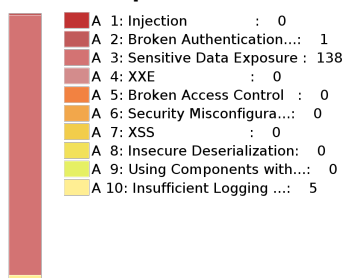 A 1: Injection : 0
A 2: Broken Authentication...: 1
A 3: Sensitive Data Exposure : 138
A 4: XXE : 0
A 5: Broken Access Control : 0
A 6: Security Misconfigura...: 0
A 7: XSS : 0
A 8: Insecure Deserialization: 0
A 9: Using Components with...: 0
A 10: Insufficient Logging ...: 5